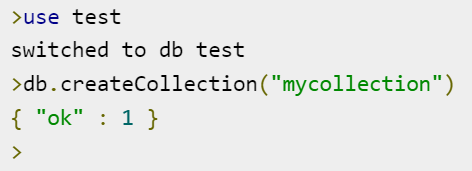 >use test
switched to db test
>db.createCollection("mycollection")
{ "ok" : 1 }
>